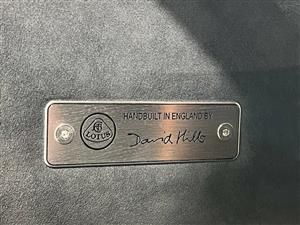 LOTUS
HANDBUILT IN ENGLAND BY
David Hills